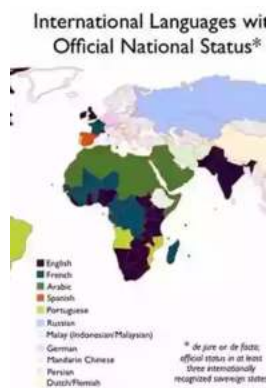 International Languages wit
Official National Status*
English
French
Arabic
Spanish
Portuguese
Russian
Malay (Indonesian/Malaysian)
German
Mandarin Chinese
Persian
Dutch/Flemish
* de jure or de facto;
official status in at least
three internationally
recognized sovereign states